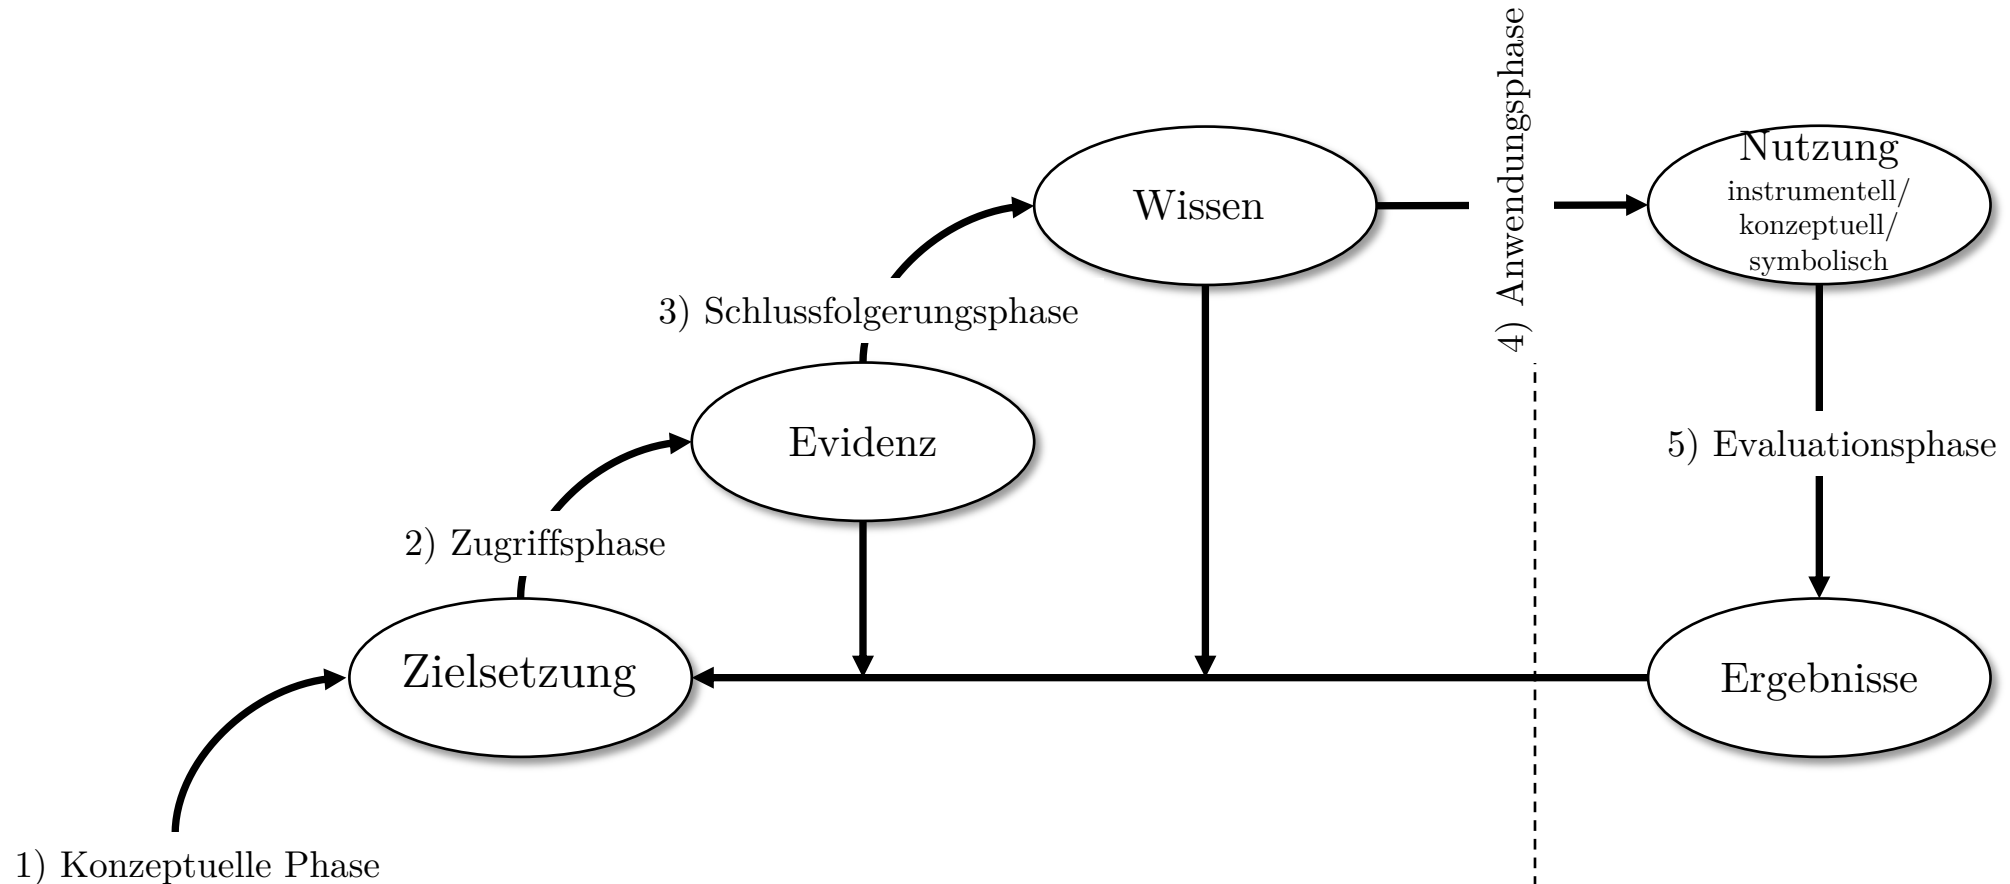 4) Anwendungsphase
Nutzung
instrumentell/
konzeptuell/
symbolisch
Wissen
3) Schlussfolgerungsphase
Evidenz
5) Evaluationsphase
2) Zugriffsphase
Zielsetzung
Ergebnisse
1) Konzeptuelle Phase